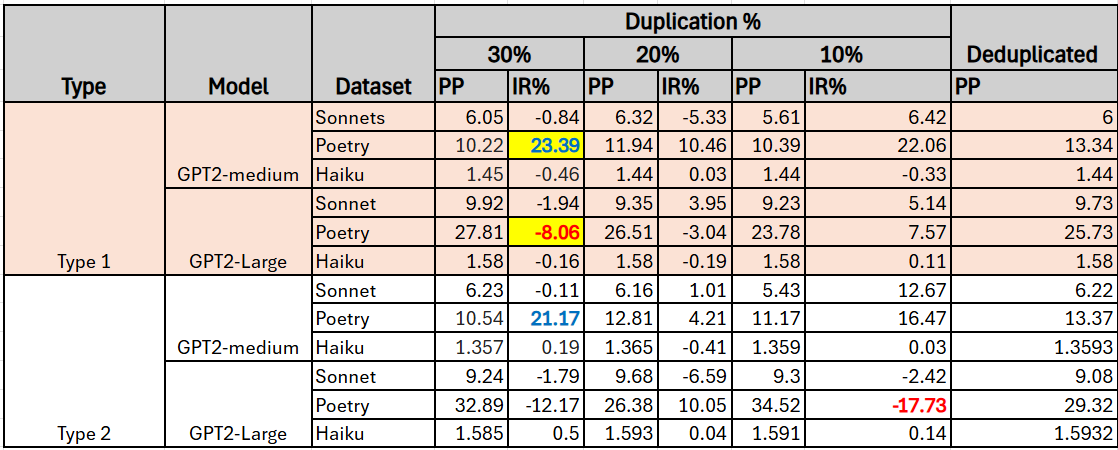 Duplication %
30% 20% 10% Deduplicated
Type Model Dataset PP IR% PP IR% PP IR% PP
Sonnets 6.05 -0.84 6.32 -5.33 5.61 6.42 6
Poetry 10.22 23.39 11.94 10.46 10.39 22.06 13.34
GPT2-medium Haiku 1.45 -0.46 1.44 0.03 1.44 -0.33 1.44
Sonnet 9.92 -1.94 9.35 3.95 9.23 5.14 9.73
Poetry 27.81 -8.06 26.51 -3.04 23.78 7.57 25.73
Type 1 GPT2-Large Haiku 1.58 -0.16 1.58 -0.19 1.58 0.11 1.58
Sonnet 6.23 -0.11 6.16 1.01 5.43 12.67 6.22
Poetry 10.54 21.17 12.81 4.21 11.17 16.47 13.37
GPT2-medium Haiku 1.357 0.19 1.365 -0.41 1.359 0.03 1.3593
Sonnet 9.24 -1.79 9.68 -6.59 9.3 -2.42 9.08
Poetry 32.89 -12.17 26.38 10.05 34.52 -17.73 29.32
Type 2 GPT2-Large Haiku 1.585 0.5 1.593 0.04 1.591 0.14 1.5932